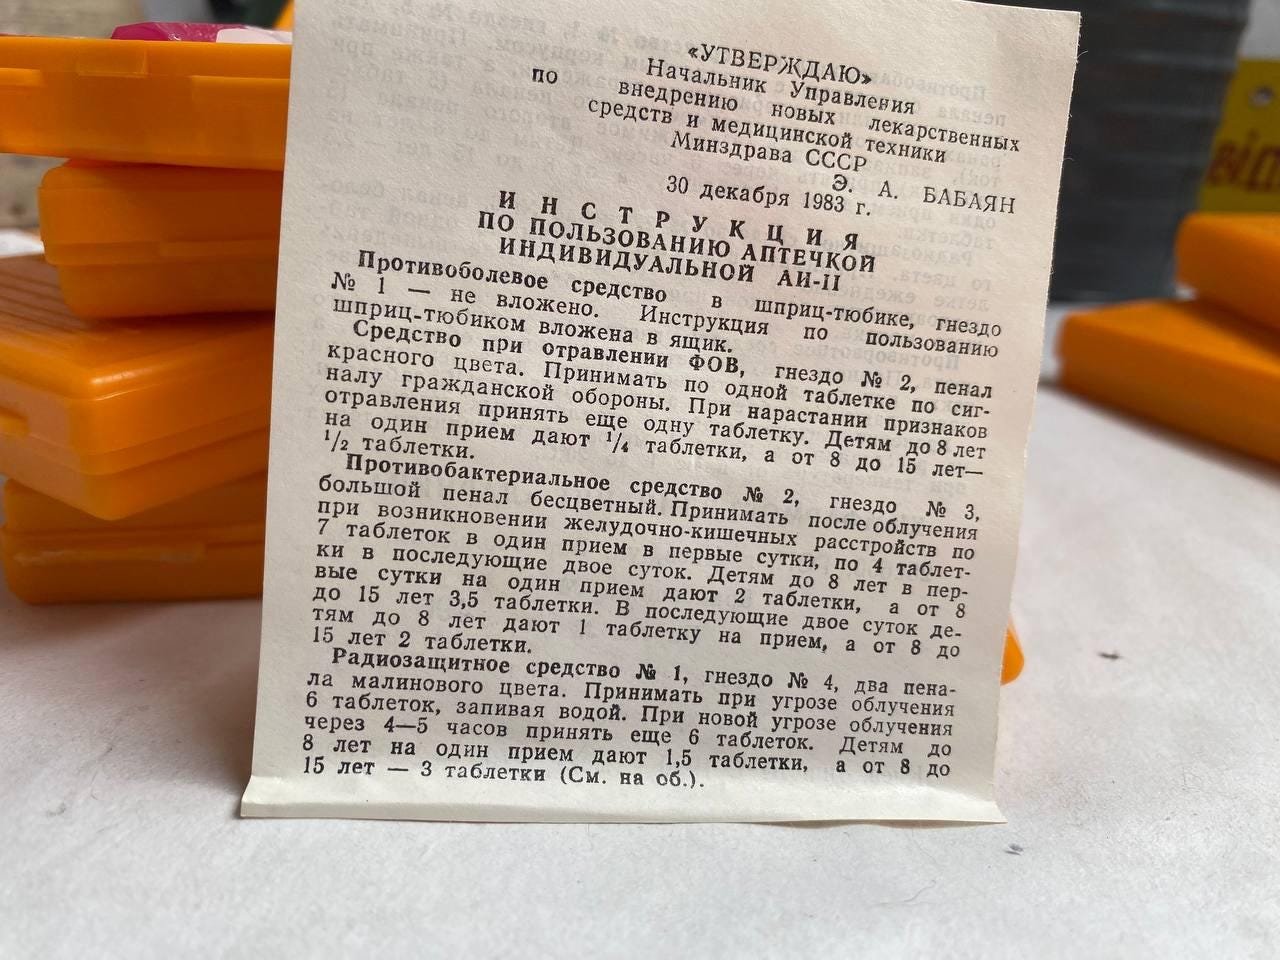 «УТВЕРЖДАЮ»
Начальник Управления
по внедрению новых лекарственных
средств и медицинской техники
Минздрава СССР
Э. А. БАБАЯН
30 декабря 1983 г.
ИНСТРУКЦИЯ
ПО ПОЛЬЗОВАНИЮ АПТЕЧКОЙ
ИНДИВИДУАЛЬНОЙ АИ-II
Противоболевое средство в шприц-тюбике, гнездо
№ 1 — не вложено. Инструкция по пользованию
шприц-тюбиком вложена в ящик.
Средство при отравлении ФОВ, гнездо № 2, пенал
красного цвета. Принимать по одной таблетке по сиг-
налу гражданской обороны. При нарастании признаков
отравления принять еще одну таблетку. Детям до 8 лет
на один прием дают 1/4 таблетки, а от 8 до 15 лет—
1/2 таблетки.
Противобактериальное средство № 2, гнездо № 3,
большой пенал бесцветный. Принимать после облучения
при возникновении желудочно-кишечных расстройств по
7 таблеток в один прием в первые сутки, по 4 таблет-
ки в последующие двое суток. Детям до 8 лет в пер-
вые сутки на один прием дают 2 таблетки, а от 8
до 15 лет 3,5 таблетки. В последующие двое суток де-
тям до 8 лет дают 1 таблетку на прием, а от 8 до
15 лет 2 таблетки.
Радиозащитное средство № 1, гнездо № 4, два пена-
ла малинового цвета. Принимать при угрозе облучения
6 таблеток, запивая водой. При новой угрозе облучения
через 4—5 часов принять еще 6 таблеток. Детям до
8 лет на один прием дают 1,5 таблетки, а от 8 до
15 лет — 3 таблетки (См. на об.).